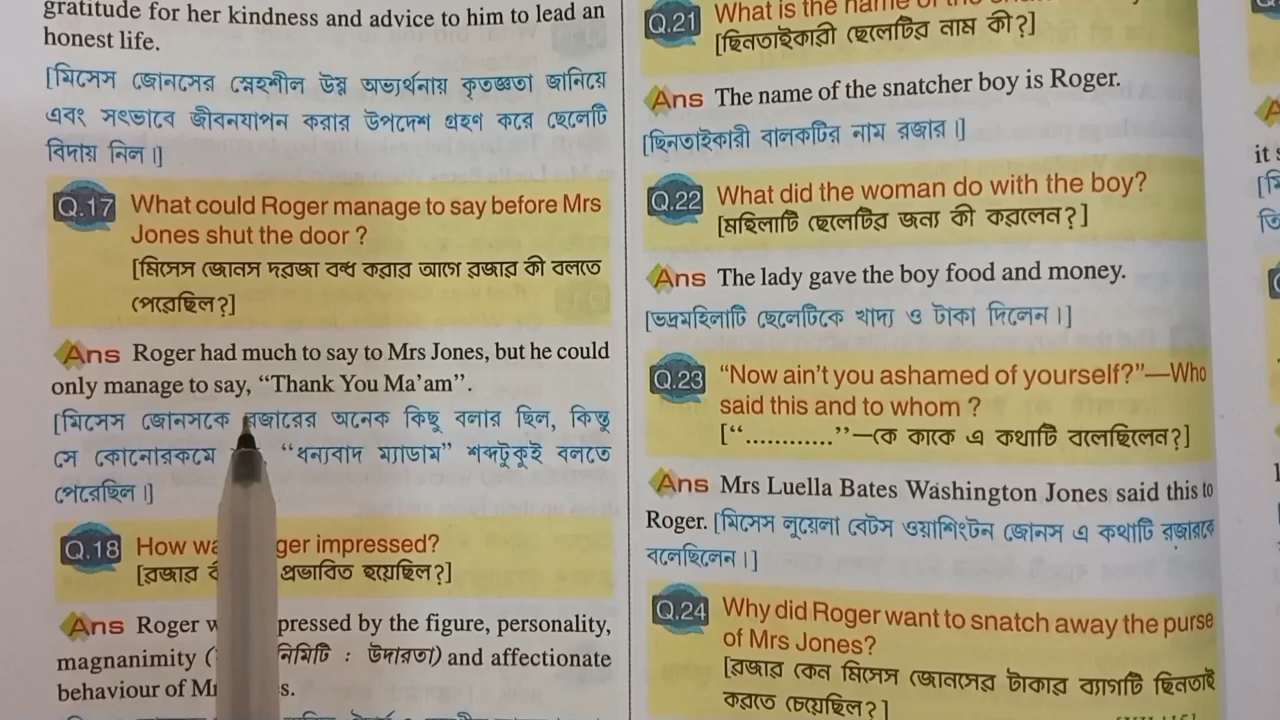 gratitude for her kindness and advice to him to lead an
honest life.
[মিসেস জোনসের স্নেহশীল উষ্ণ অভ্যর্থনায় কৃতজ্ঞতা জানিয়ে
এবং সৎভাবে জীবনযাপন করার উপদেশ গ্রহণ করে ছেলেটি
বিদায় নিল।]
Q.17 What could Roger manage to say before Mrs
Jones shut the door ?
[মিসেস জোনস দরজা বন্ধ করার আগে রজার কী বলতে
পেরেছিল?]
Ans Roger had much to say to Mrs Jones, but he could
only manage to say, “Thank You Ma’am”.
[মিসেস জোনসকে রজারের অনেক কিছু বলার ছিল, কিন্তু
সে কোনোরকমে “ধন্যবাদ ম্যাডাম” শব্দটুকুই বলতে
পেরেছিল।]
Q.18 How ger impressed?
[রজার প্রভাবিত হয়েছিল?]
Ans Roger pressed by the figure, personality,
magnanimity ( নিমিটি : উদারতা) and affectionate
behaviour of s.
Q.21 What is the name of the
[ছিনতাইকারী ছেলেটির নাম কী?]
Ans The name of the snatcher boy is Roger.
[ছিনতাইকারী বালকটির নাম রজার।]
Q.22 What did the woman do with the boy?
[মহিলাটি ছেলেটির জন্য কী করলেন?]
Ans The lady gave the boy food and money.
[ভদ্রমহিলাটি ছেলেটিকে খাদ্য ও টাকা দিলেন।]
Q.23 “Now ain’t you ashamed of yourself?”—Who
said this and to whom ?
[“.............”—কে কাকে এ কথাটি বলেছিলেন?]
Ans Mrs Luella Bates Washington Jones said this to
Roger. [মিসেস লুয়েলা বেটস ওয়াশিংটন জোনস এ কথাটি রজারকে
বলেছিলেন।]
Q.24 Why did Roger want to snatch away the purse
of Mrs Jones?
[রজার কেন মিসেস জোনসের টাকার ব্যাগটি ছিনতাই
করতে চেয়েছিল?]
it